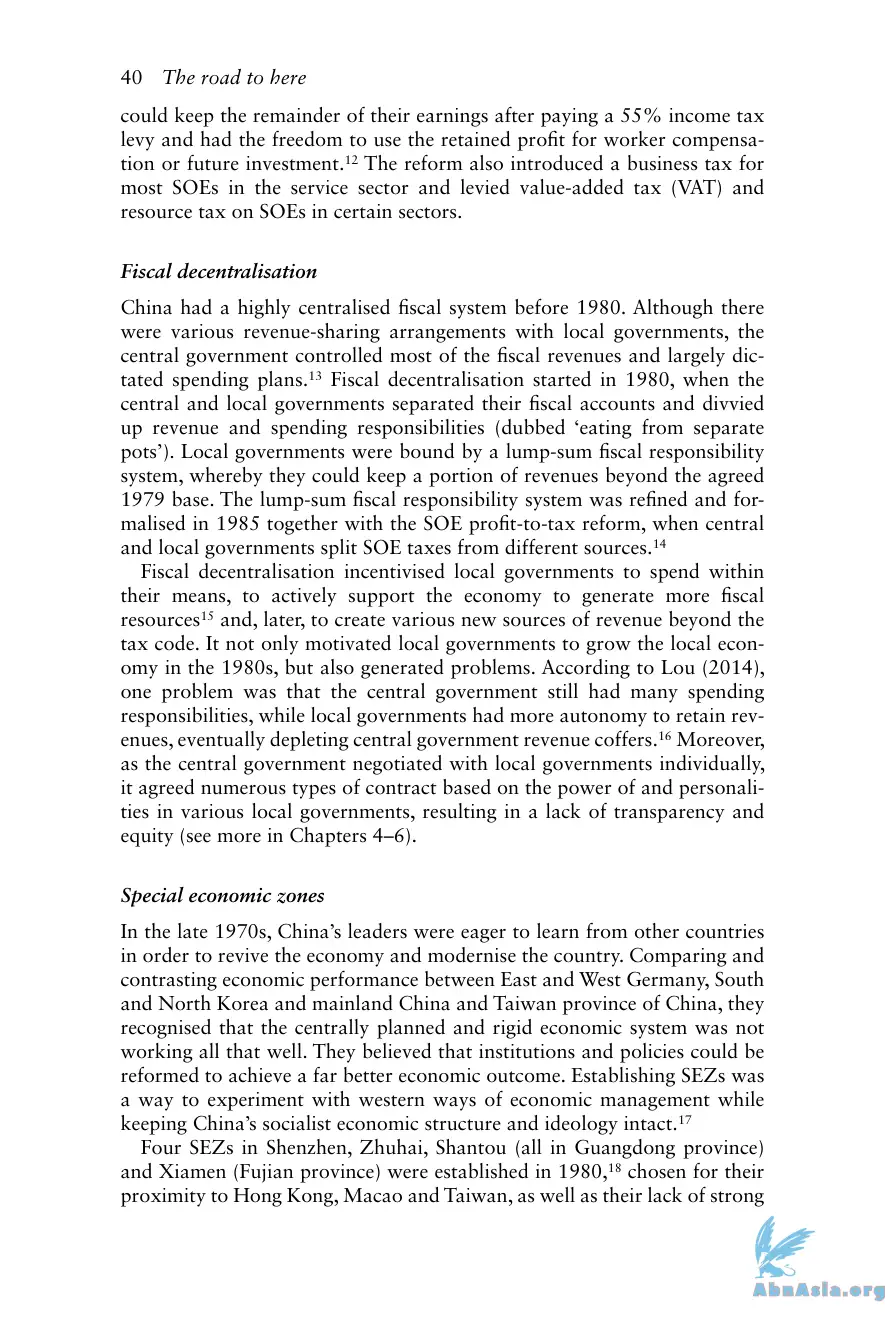 40 The road to here
could keep the remainder of their earnings after paying a 55% income tax
levy and had the freedom to use the retained profit for worker compensa-
tion or future investment.12 The reform also introduced a business tax for
most SOEs in the service sector and levied value-added tax (VAT) and
resource tax on SOEs in certain sectors.
Fiscal decentralisation
China had a highly centralised fiscal system before 1980. Although there
were various revenue-sharing arrangements with local governments, the
central government controlled most of the fiscal revenues and largely dic-
tated spending plans.13 Fiscal decentralisation started in 1980, when the
central and local governments separated their fiscal accounts and divvied
up revenue and spending responsibilities (dubbed ‘eating from separate
pots’). Local governments were bound by a lump-sum fiscal responsibility
system, whereby they could keep a portion of revenues beyond the agreed
1979 base. The lump-sum fiscal responsibility system was refined and for-
malised in 1985 together with the SOE profit-to-tax reform, when central
and local governments split SOE taxes from different sources.14
Fiscal decentralisation incentivised local governments to spend within
their means, to actively support the economy to generate more fiscal
resources15 and, later, to create various new sources of revenue beyond the
tax code. It not only motivated local governments to grow the local econ-
omy in the 1980s, but also generated problems. According to Lou (2014),
one problem was that the central government still had many spending
responsibilities, while local governments had more autonomy to retain rev-
enues, eventually depleting central government revenue coffers.16 Moreover,
as the central government negotiated with local governments individually,
it agreed numerous types of contract based on the power of and personali-
ties in various local governments, resulting in a lack of transparency and
equity (see more in Chapters 4–6).
Special economic zones
In the late 1970s, China’s leaders were eager to learn from other countries
in order to revive the economy and modernise the country. Comparing and
contrasting economic performance between East and West Germany, South
and North Korea and mainland China and Taiwan province of China, they
recognised that the centrally planned and rigid economic system was not
working all that well. They believed that institutions and policies could be
reformed to achieve a far better economic outcome. Establishing SEZs was
a way to experiment with western ways of economic management while
keeping China’s socialist economic structure and ideology intact.17
Four SEZs in Shenzhen, Zhuhai, Shantou (all in Guangdong province)
and Xiamen (Fujian province) were established in 1980,18 chosen for their
proximity to Hong Kong, Macao and Taiwan, as well as their lack of strong
AbnAsia.org